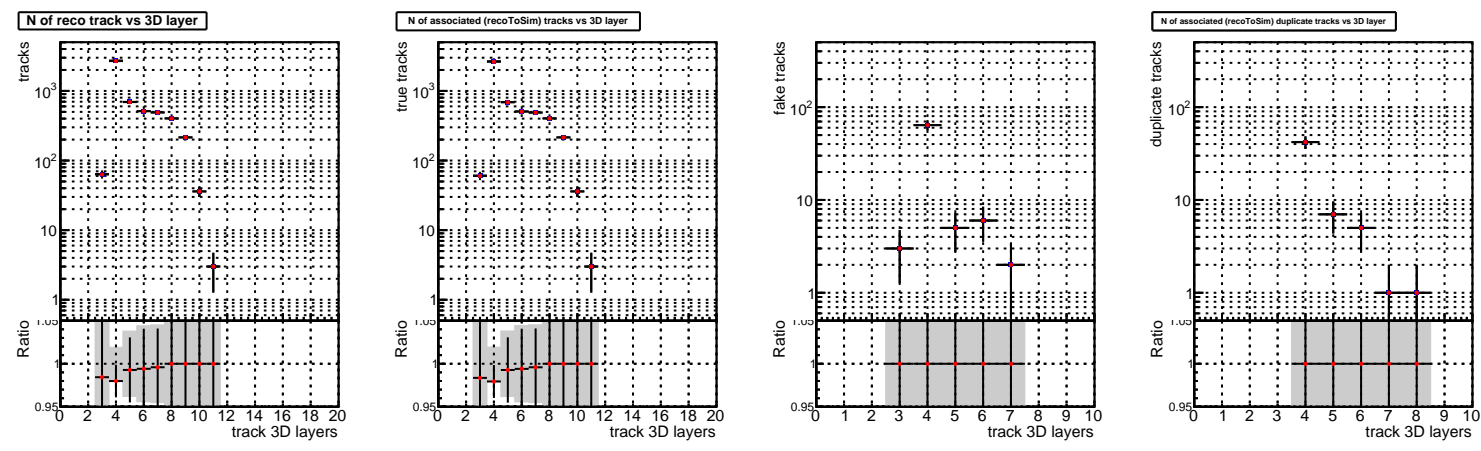 N of reco track vs 3D layer
tracks
10³
10²
10
1
Ratio
1.05
1
0.95
0 2 4 6 8 10 12 14 16 18 20
track 3D layers
N of associated (recoToSim) tracks vs 3D layer
true tracks
10³
10²
10
1
Ratio
1.05
1
0.95
0 2 4 6 8 10 12 14 16 18 20
track 3D layers
fake tracks
10²
10
1
Ratio
1.05
1
0.95
0 1 2 3 4 5 6 7 8 9 10
track 3D layers
N of associated (recoToSim) duplicate tracks vs 3D layer
duplicate tracks
10²
10
1
Ratio
1.05
1
0.95
0 1 2 3 4 5 6 7 8 9 10
track 3D layers